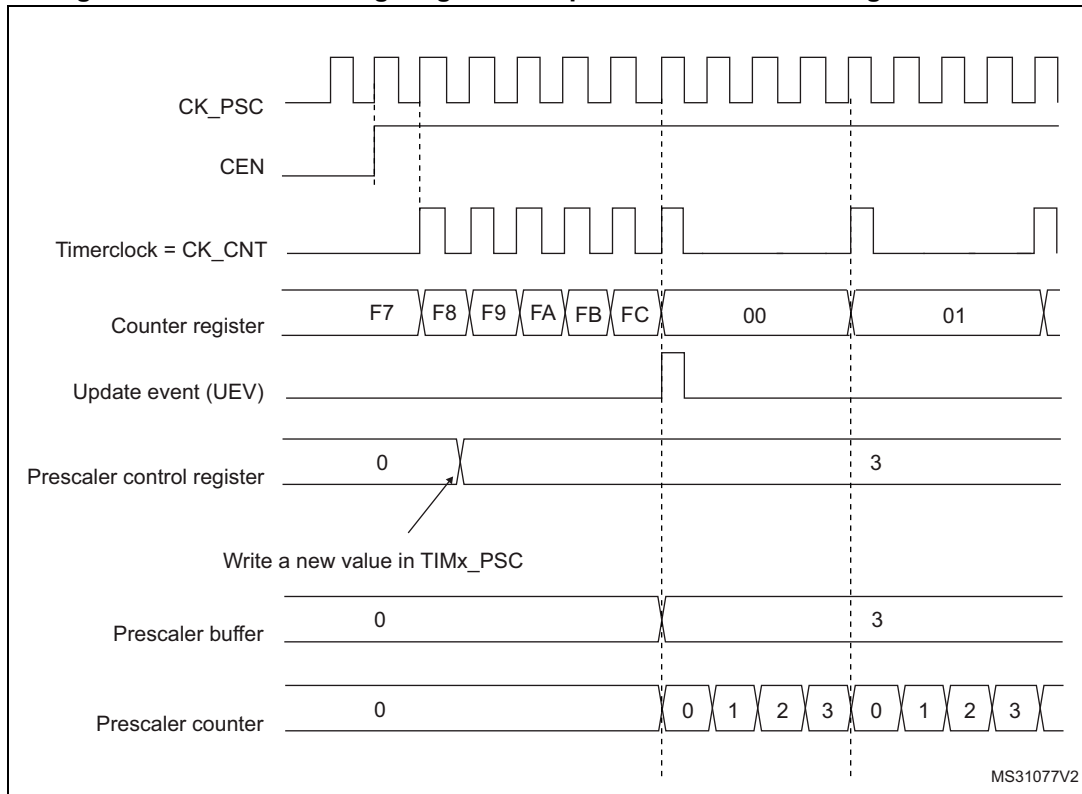 CK_PSC
CEN
Timerclock = CK_CNT
Counter register F7 F8 F9 FA FB FC 00 01
Update event (UEV)
Prescaler control register 0 3
Write a new value in TIMx_PSC
Prescaler buffer 0 3
Prescaler counter 0 0 1 2 3 0 1 2 3
MS31077V2